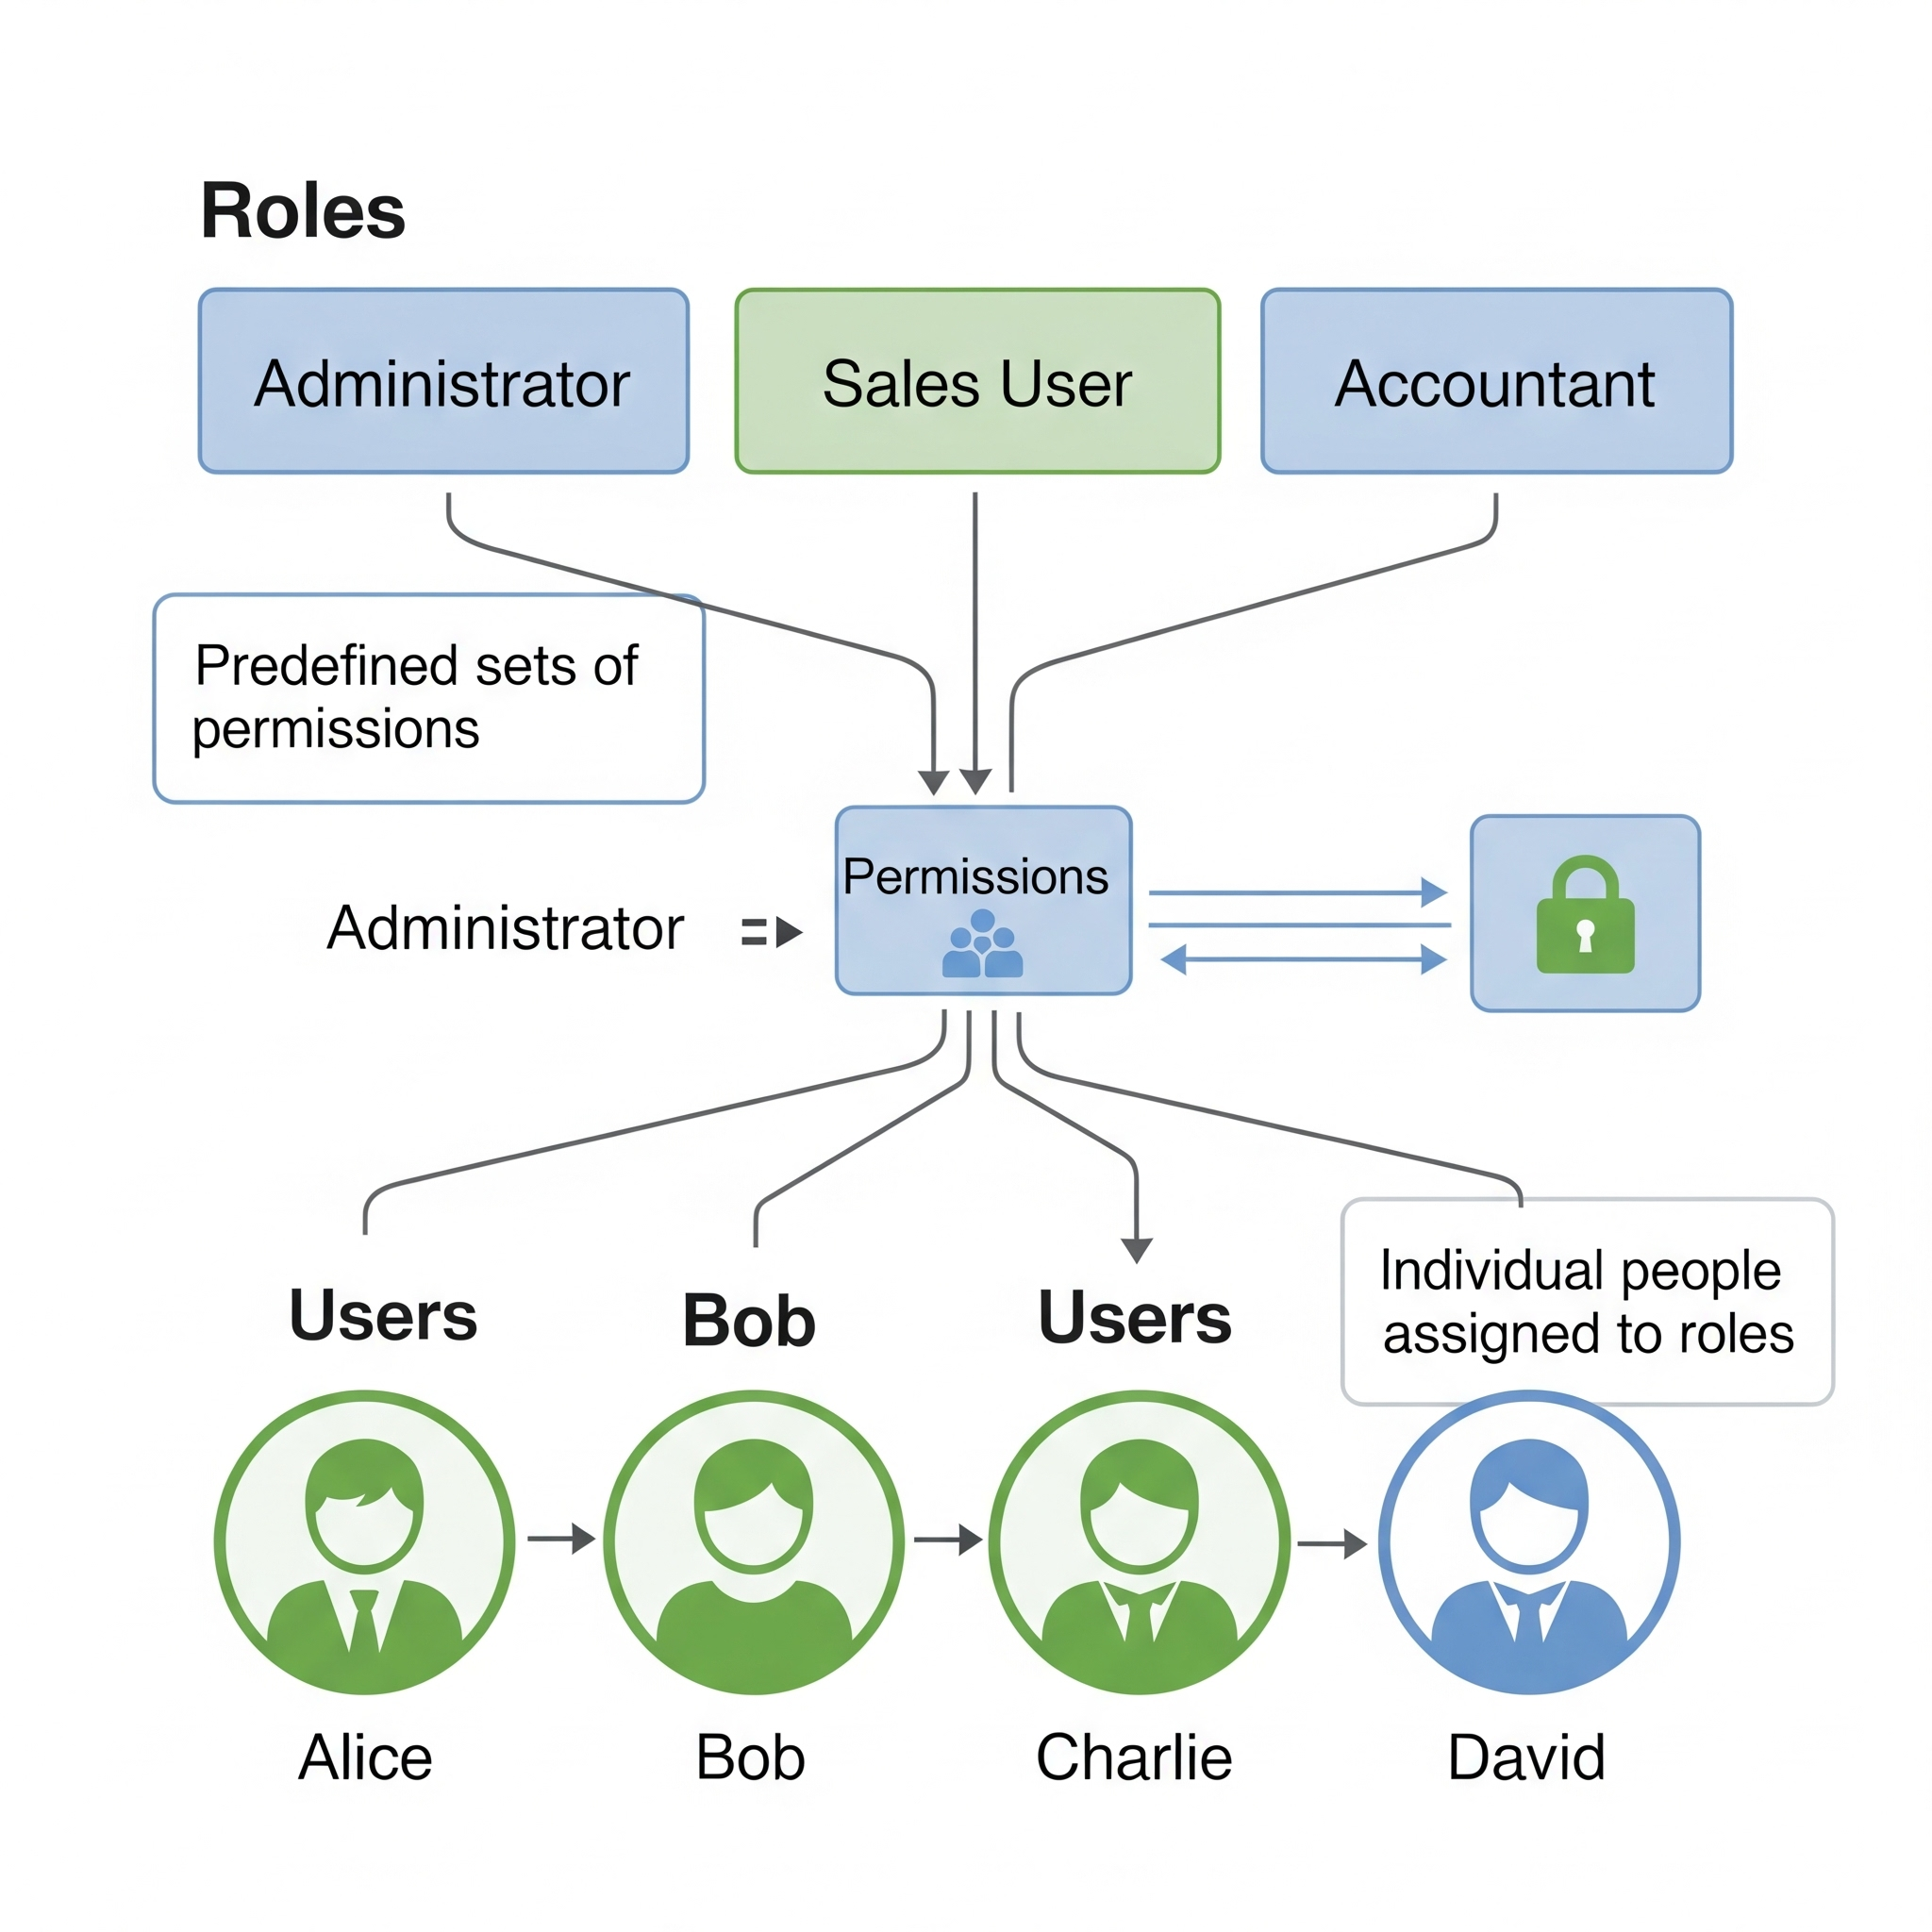 Roles
Administrator
Sales User
Accountant
Predefined sets of
permissions
Permissions
Administrator
Users
Bob
Users
Individual people
assigned to roles
Alice
Bob
Charlie
David